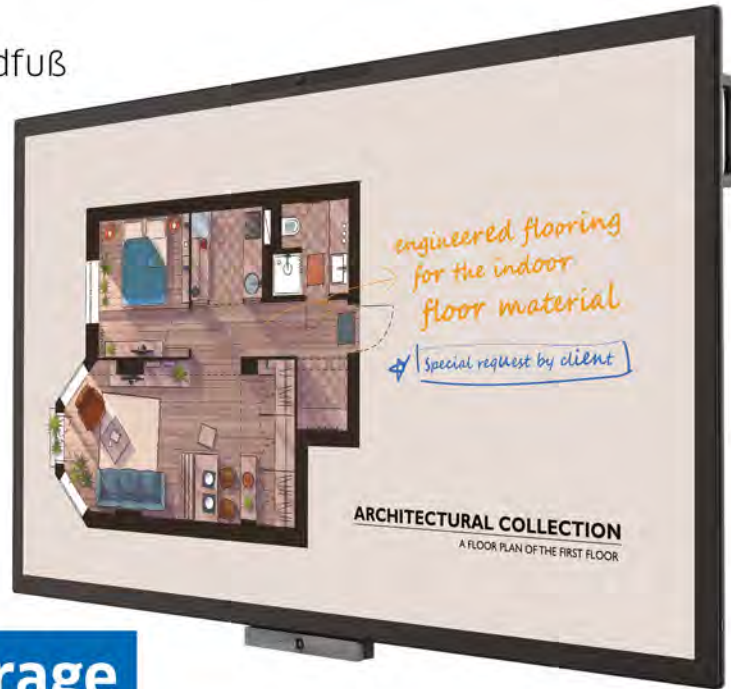 dfuß
engineered flooring
for the indoor
floor material
Special request by client
ARCHITECTURAL COLLECTION
A FLOOR PLAN OF THE FIRST FLOOR
rage